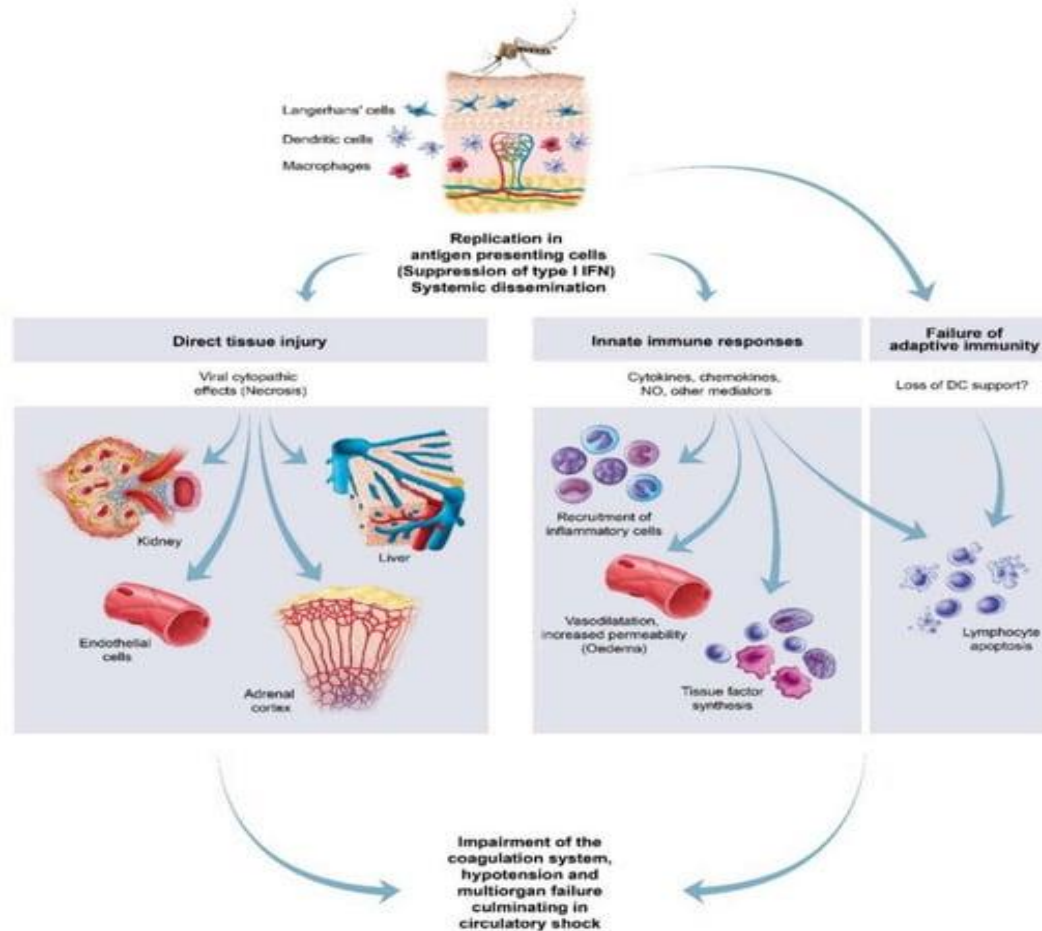 Langerhans' cells
Dendritic cells
Macrophages
Replication in
antigen presenting cells
(Suppression of type I IFN)
Systemic dissemination
Direct tissue injury
Viral cytopathic
effects (Necrosis)
Kidney
Liver
Endothelial
cells
Adrenal
cortex
Innate immune responses
Cytokines, chemokines,
NO, other mediators
Recruitment of
inflammatory cells
Vasodilatation,
increased permeability
(Oedema)
Tissue factor
synthesis
Failure of
adaptive immunity
Loss of DC support?
Lymphocyte
apoptosis
Impairment of the
coagulation system,
hypotension and
multiorgan failure
culminating in
circulatory shock